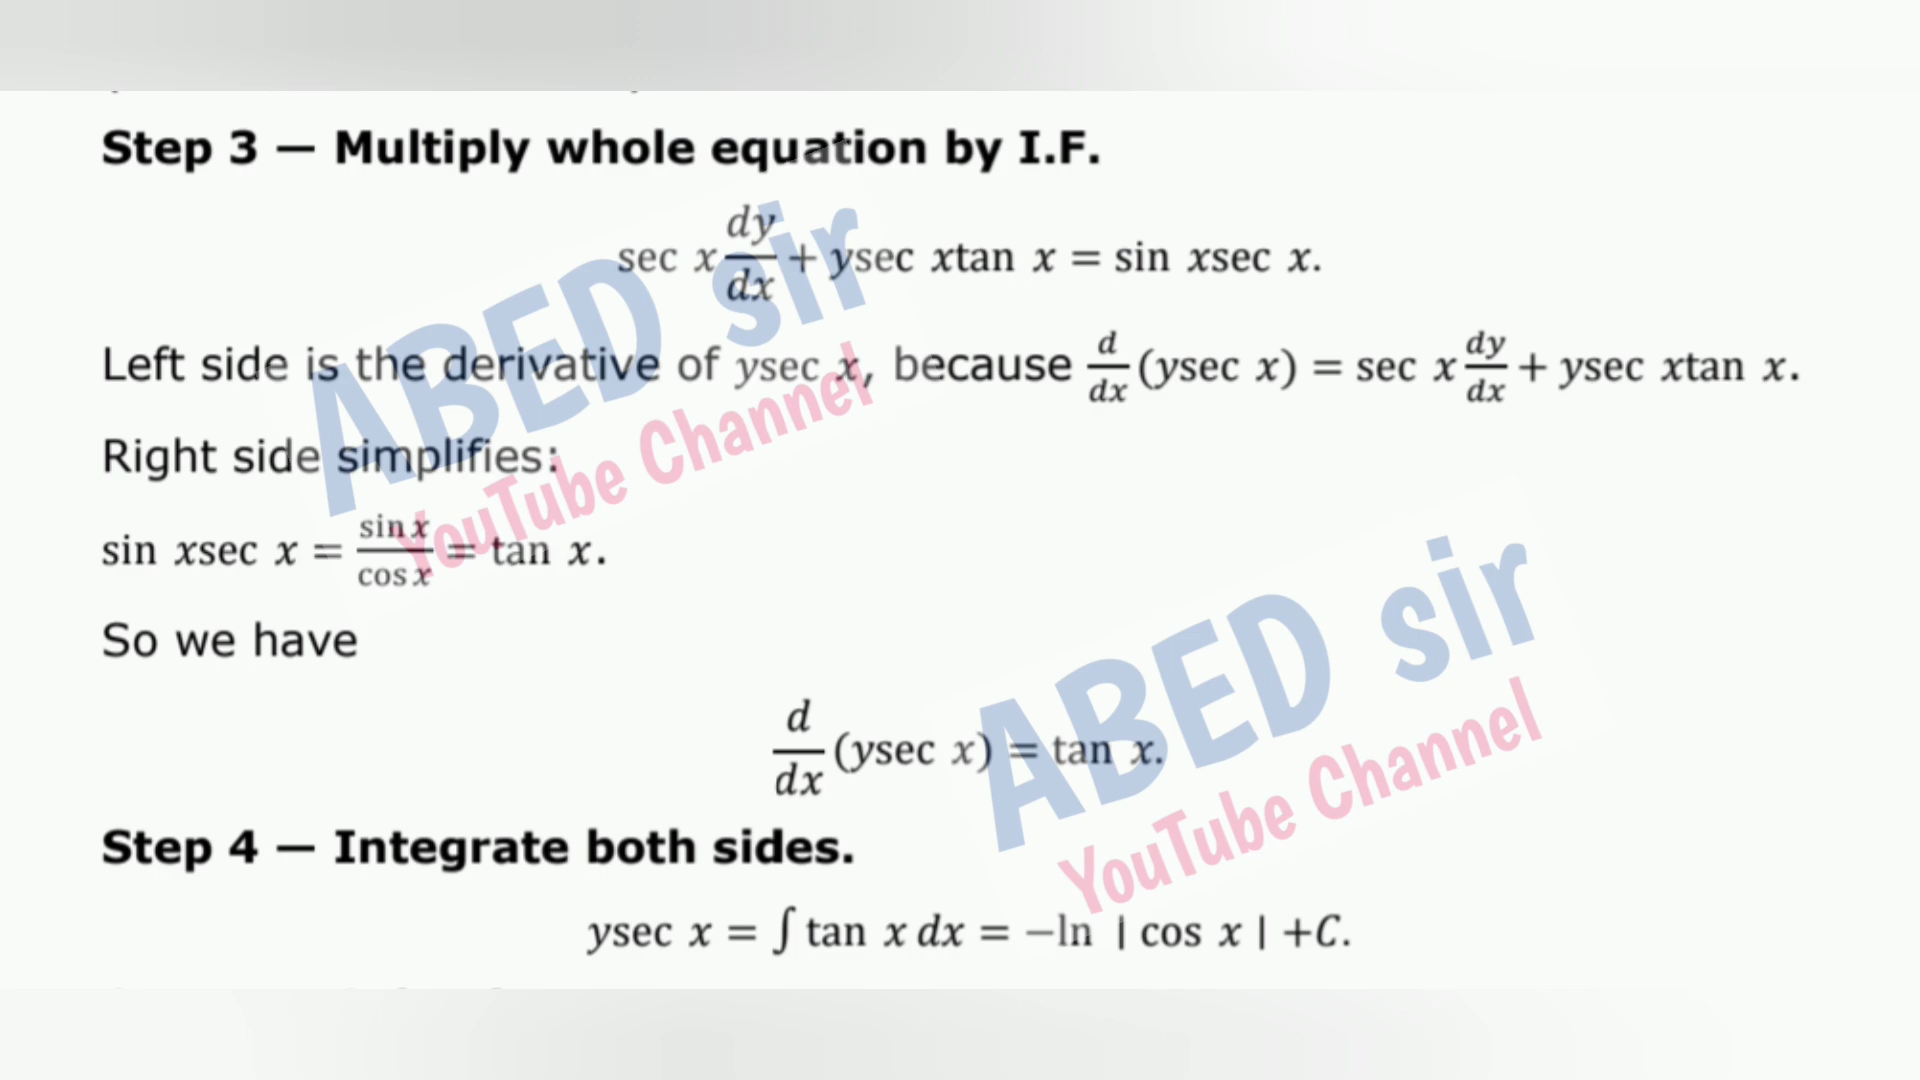 Step 3 — Multiply whole equation by I.F.
sec x dy/dx + ysec xtan x = sin xsec x.
Left side is the derivative of ysec x, because d/dx (ysec x) = sec x dy/dx + ysec xtan x.
Right side simplifies:
sin xsec x = sin x/cos x = tan x.
So we have
d/dx (ysec x) = tan x.
Step 4 — Integrate both sides.
ysec x = ∫ tan x dx = −ln | cos x | +C.
ABED sir
YouTube Channel
ABED sir
YouTube Channel